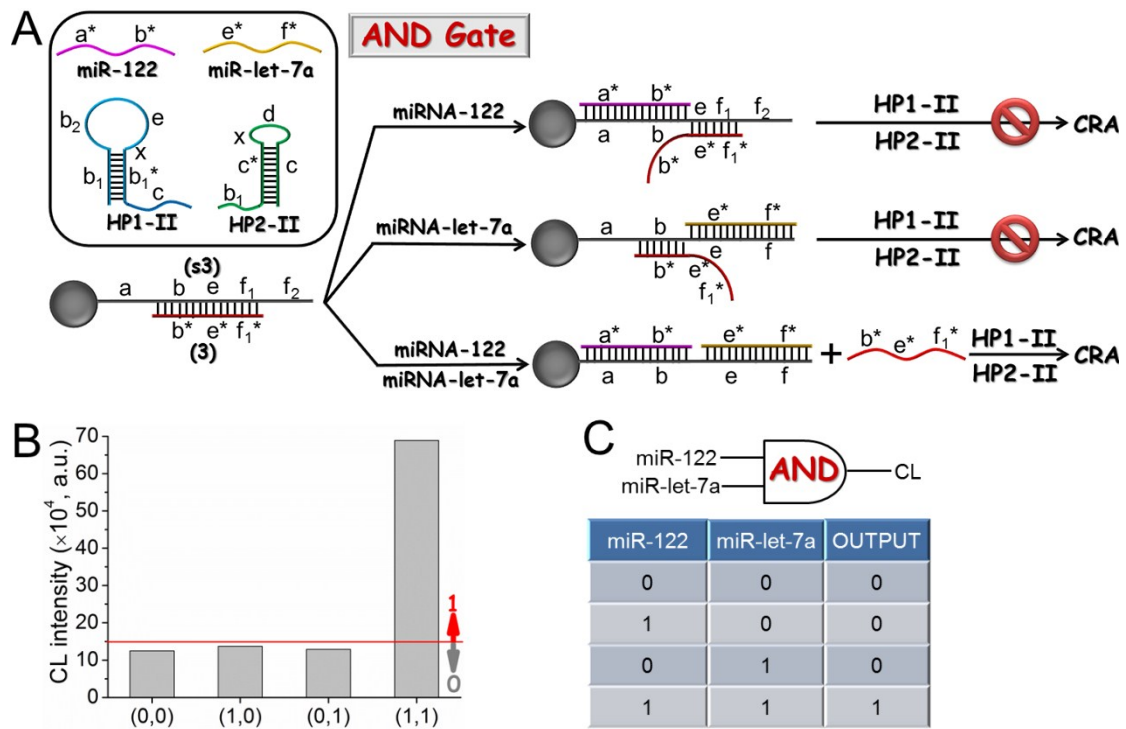 A
AND Gate
a* b*
miR-122
e* f*
miR-let-7a
b₂ e
x
b₁ b₁*
c
HP1-II
d
x
c* c
b₁
HP2-II
(s3)
a b e f₁ f₂
b* e* f₁*
(3)
miRNA-122
a* b* e f₁ f₂
a b e* f₁*
b*
HP1-II
HP2-II
CRA
miRNA-let-7a
e* f*
a b
b* e* e f
f₁*
HP1-II
HP2-II
CRA
miRNA-122
miRNA-let-7a
a* b* e* f*
a b e f
+
b* e* f₁*
HP1-II
HP2-II
CRA
B
CL intensity (×10⁴, a.u.)
70
60
50
40
30
20
10
0
1
0
(0,0) (1,0) (0,1) (1,1)
C
miR-122
miR-let-7a
AND
CL
miR-122 miR-let-7a OUTPUT
0 0 0
1 0 0
0 1 0
1 1 1